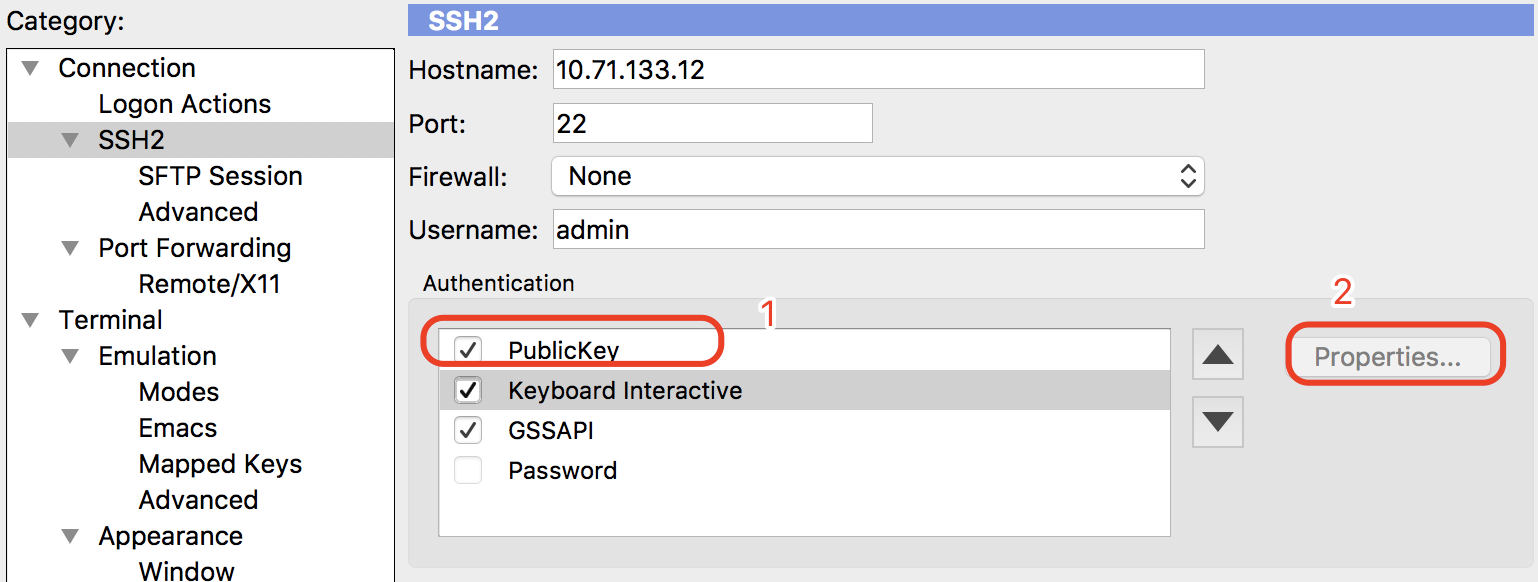 Category:
Connection
Logon Actions
SSH2
SFTP Session
Advanced
Port Forwarding
Remote/X11
Terminal
Emulation
Modes
Emacs
Mapped Keys
Advanced
Appearance
Window
SSH2
Hostname: 10.71.133.12
Port: 22
Firewall: None
Username: admin
Authentication
1
2
PublicKey
Keyboard Interactive
GSSAPI
Password
Properties...